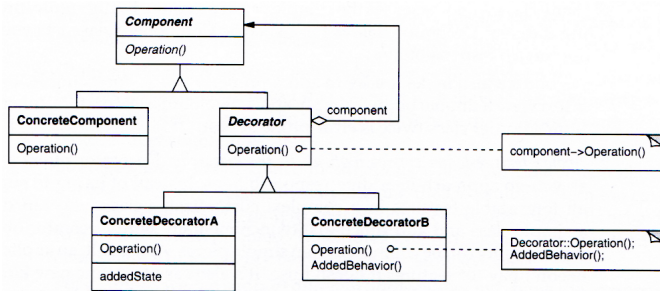 Component
Operation()
component
ConcreteComponent
Operation()
Decorator
Operation()
component->Operation()
ConcreteDecoratorA
Operation()
addedState
ConcreteDecoratorB
Operation()
AddedBehavior()
Decorator::Operation();
AddedBehavior();